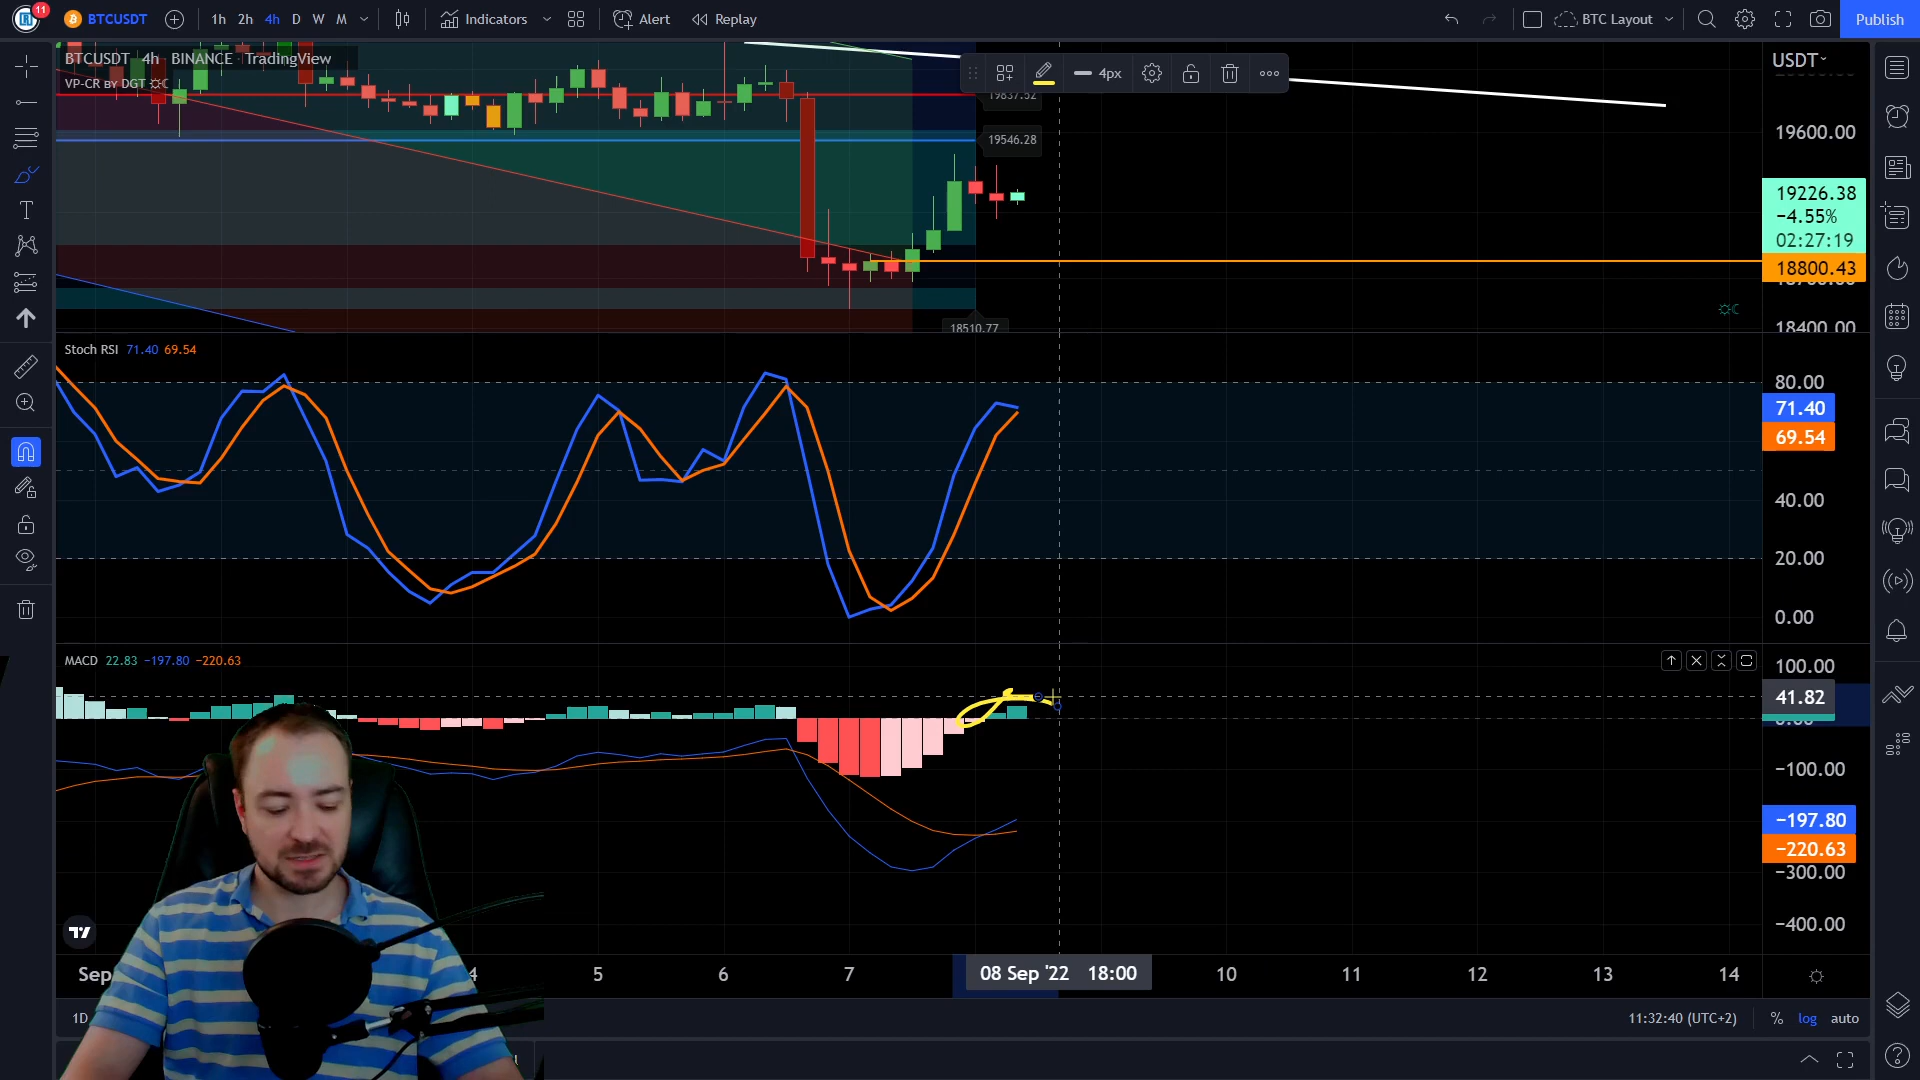 11
BTCUSDT
1h 2h 4h D W M
Indicators
Alert
Replay
BTC Layout
Publish
BTCUSDT 4h BINANCE TradingView
VP-CR BY DGT
4px
USDT
19837.52
19546.28
18510.77
19600.00
19226.38
−4.55%
02:27:19
18800.43
18400.00
Stoch RSI 71.40 69.54
80.00
71.40
69.54
40.00
20.00
0.00
MACD 22.83 −197.80 −220.63
100.00
41.82
0.00
−100.00
−197.80
−220.63
−300.00
−400.00
Sep 4 5 6 7 08 Sep '22 18:00 10 11 12 13 14
1D
11:32:40 (UTC+2) % log auto